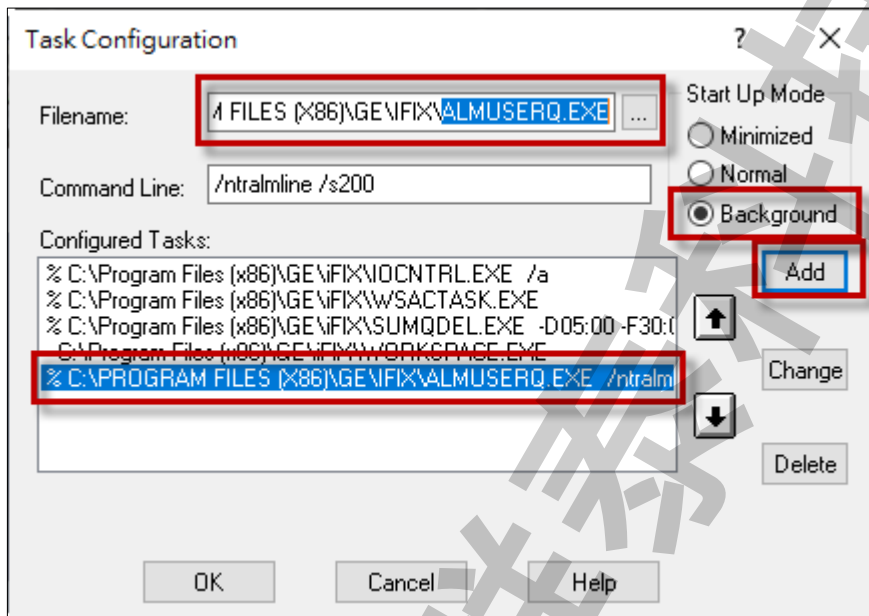 Task Configuration
? ×
Filename:
M FILES (X86)\GE\IFIX\ALMUSERQ.EXE
...
Command Line:
/ntralmline /s200
Start Up Mode
Minimized
Normal
Background
Configured Tasks:
% C:\Program Files (x86)\GE\iFIX\IOCNTRL.EXE /a
% C:\Program Files (x86)\GE\iFIX\WSACTASK.EXE
% C:\Program Files (x86)\GE\iFIX\SUMQDEL.EXE -D05:00 -F30:(
C:\Program Files (x86)\GE\iFIX\WORKSPACE.EXE
% C:\PROGRAM FILES (X86)\GE\IFIX\ALMUSERQ.EXE /ntralm
Add
Change
Delete
OK
Cancel
Help